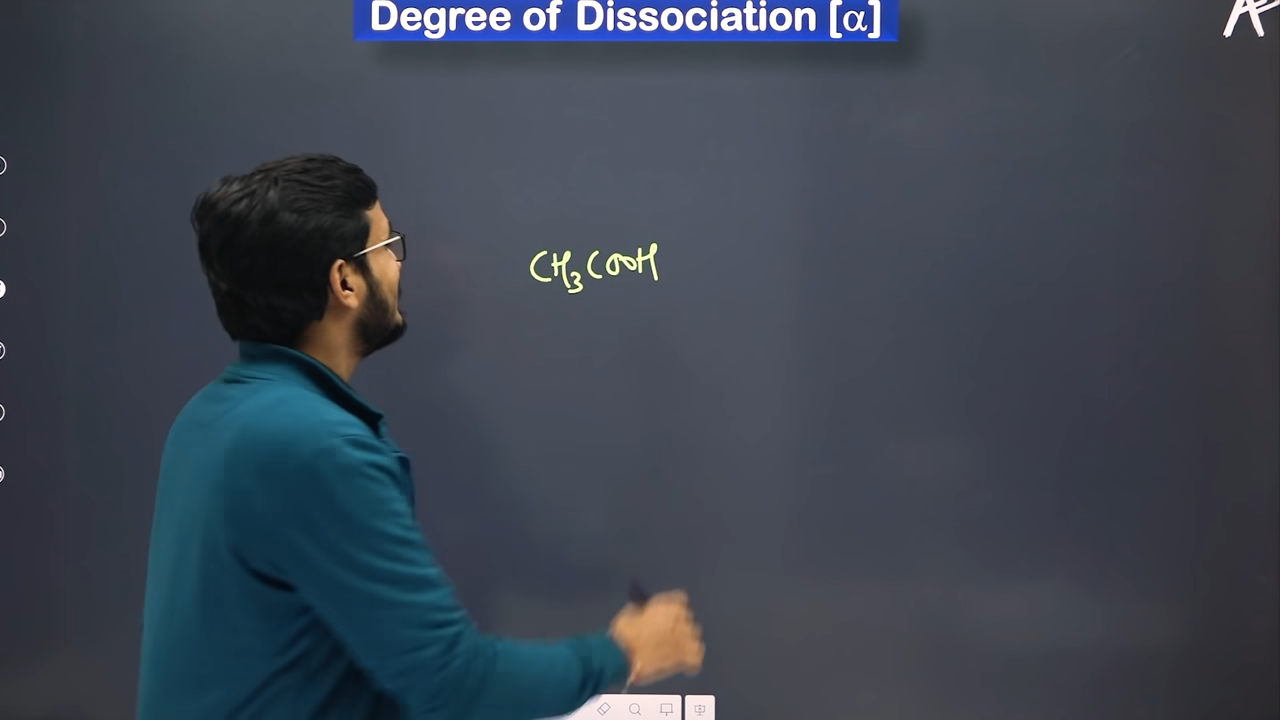 Degree of Dissociation [α]
CH₃COOH